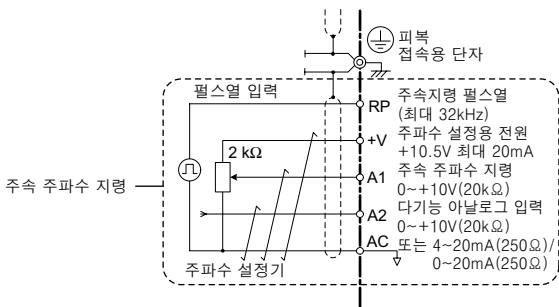 피복
접속용 단자
펄스열 입력
RP
주속지령 펄스열
(최대 32kHz)
+V
주파수 설정용 전원
+10.5V 최대 20mA
2 kΩ
A1
주속 주파수 지령
0~+10V(20kΩ)
주속 주파수 지령
A2
다기능 아날로그 입력
0~+10V(20kΩ)
AC
또는 4~20mA(250Ω)/
0~20mA(250Ω)
주파수 설정기